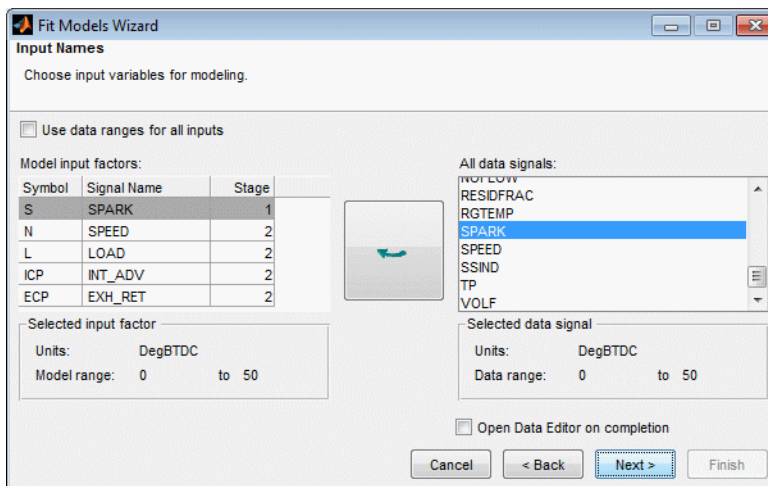 Fit Models Wizard
Input Names
Choose input variables for modeling.
Use data ranges for all inputs
Model input factors:
Symbol Signal Name Stage
S SPARK 1
N SPEED 2
L LOAD 2
ICP INT_ADV 2
ECP EXH_RET 2
Selected input factor
Units: DegBTDC
Model range: 0 to 50
All data signals:
RESIDFRAC
RGTEMP
SPARK
SPEED
SSIND
TP
VOLF
Selected data signal
Units: DegBTDC
Data range: 0 to 50
Open Data Editor on completion
Cancel < Back Next > Finish